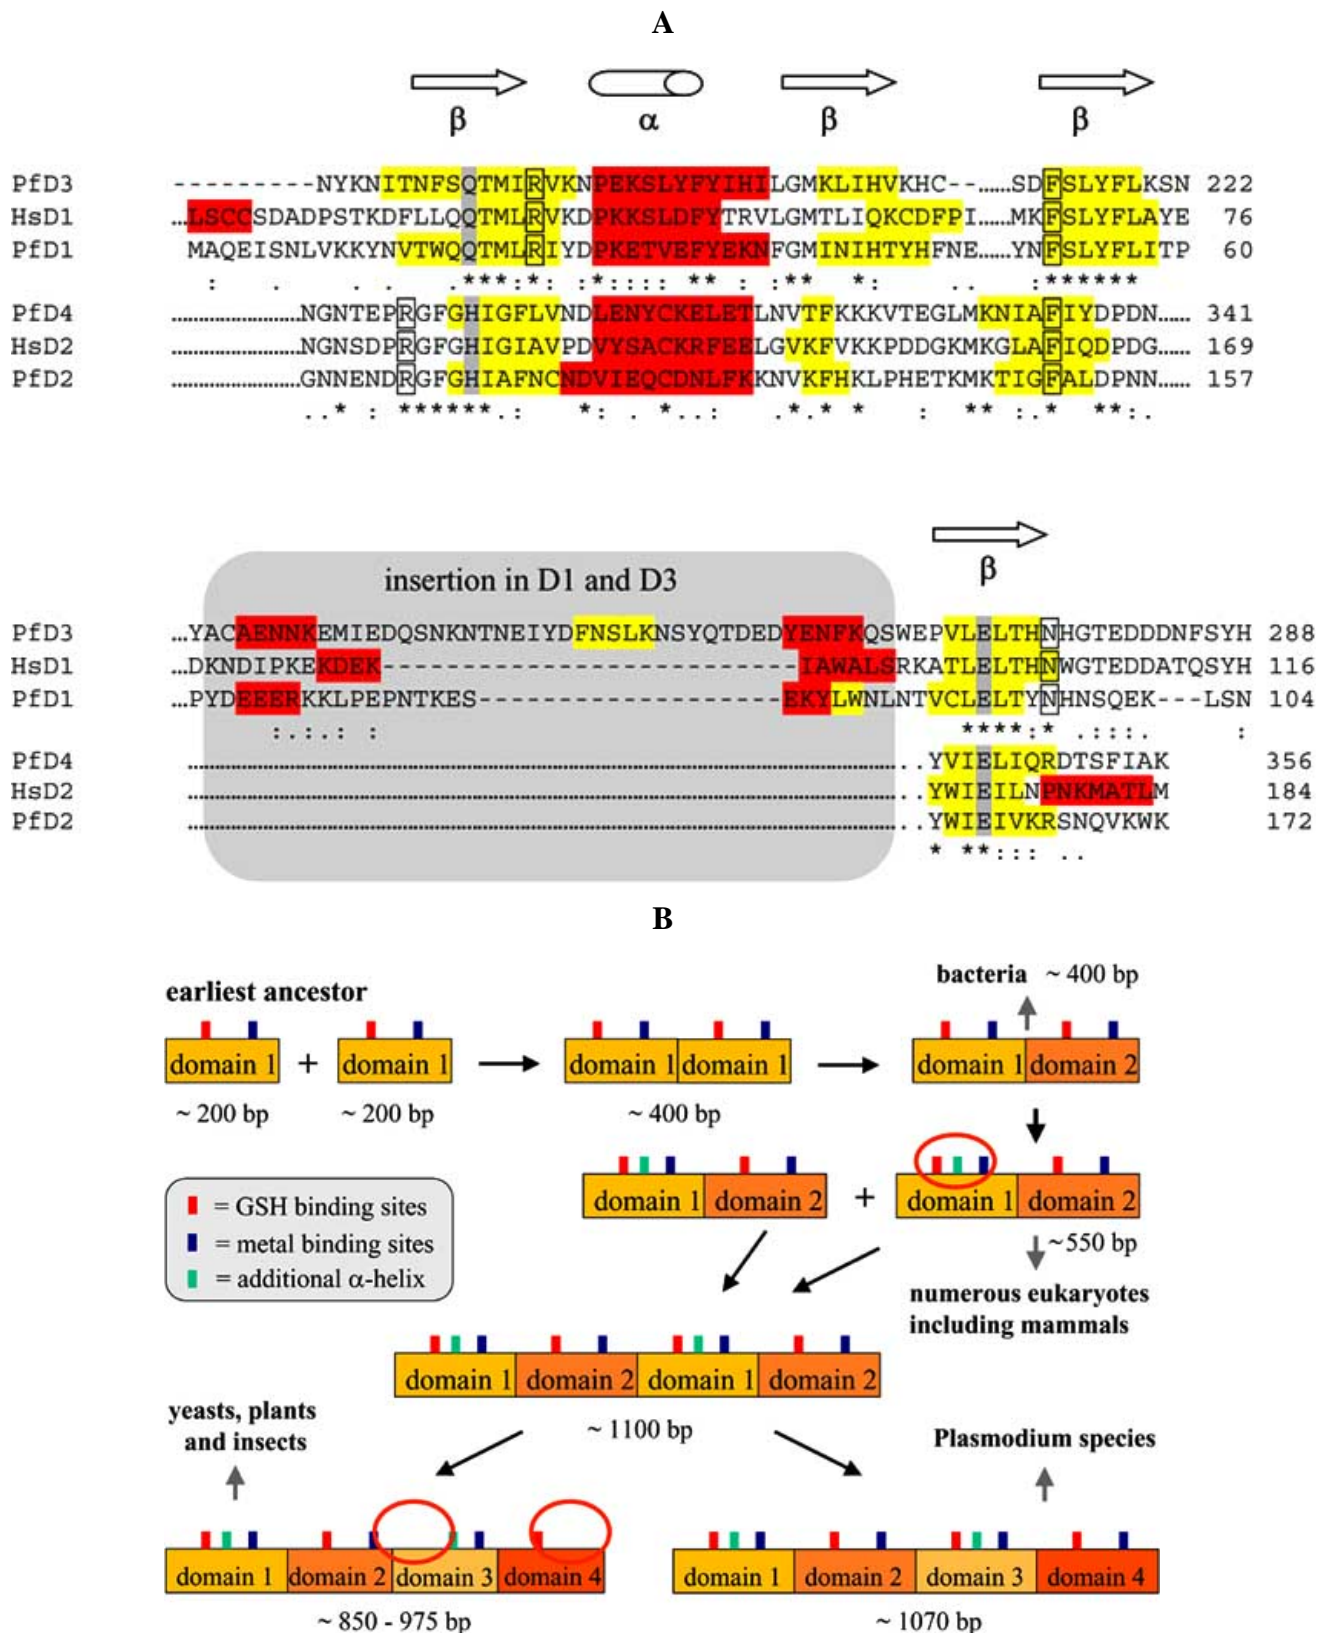 A
β α β β
PfD3 ---------NYKNITNFSQTMIRVKNPEKSLYFYIHILGMKLIHVKHC--……SDFSLYFLKSN 222
HsD1 …LSCCSDADPSTKDFLLQQTMLRVKDPKKSLDFYTRVLGMTLIQKCDFPI……MKFSLYFLAYE 76
PfD1 MAQEISNLVKKYNVTWQQTMLRIYDPKETVEFYEKNFGMINIHTYHFNE……YNFSLYFLITP 60
: . . .***:*: :*:::: **: :** *: .. :******
PfD4 ........................NGNTEPRGFGHIGFLVNDLENYCKELETLNVTFKKKVTEGLMKNIAFIYDPDN…… 341
HsD2 ........................NGNSDPRGFGHIGIAVPDVYSACKRFEELGVKFVKKPDDGKMKGLAFIQDPDG…… 169
PfD2 ........................GNNENDRGFGHIAFNCNDVIEQCDNLFKKNVKFHKLPHETKMKTIGFALDPNN…… 157
..* : ******.: *: . *..: .*.* * : ** :.* **:.
β
insertion in D1 and D3
PfD3 …YACAENNKEMIEDQSNKNTNEIYDFNSLKNSYQTDEDYENFKQSWEPVLELTHNHGTEDDDNFSYH 288
HsD1 …DKNDIPKEKDEK--------------------------IAWALSRKATLELTHNWGTEDDATQSYH 116
PfD1 …PYDEEERKKLPEPNTKES-------------------EKYLWNLNTVCLELTYNHNSQEK---LSN 104
:.:.: : ****:* .::::. :
PfD4 ................................................YVIELIQRDTSFIAK 356
HsD2 ................................................YWIEILNPNKMATLM 184
PfD2 ................................................YWIEIVKRSNQVKWK 172
* **::: ..
B
bacteria ~ 400 bp
earliest ancestor
domain 1 + domain 1 domain 1 domain 1 domain 1 domain 2
~ 200 bp ~ 200 bp ~ 400 bp
domain 1 domain 2 + domain 1 domain 2
= GSH binding sites
= metal binding sites
= additional α-helix
~550 bp
numerous eukaryotes
including mammals
domain 1 domain 2 domain 1 domain 2
~ 1100 bp
yeasts, plants
and insects
Plasmodium species
domain 1 domain 2 domain 3 domain 4 domain 1 domain 2 domain 3 domain 4
~ 850 - 975 bp ~ 1070 bp